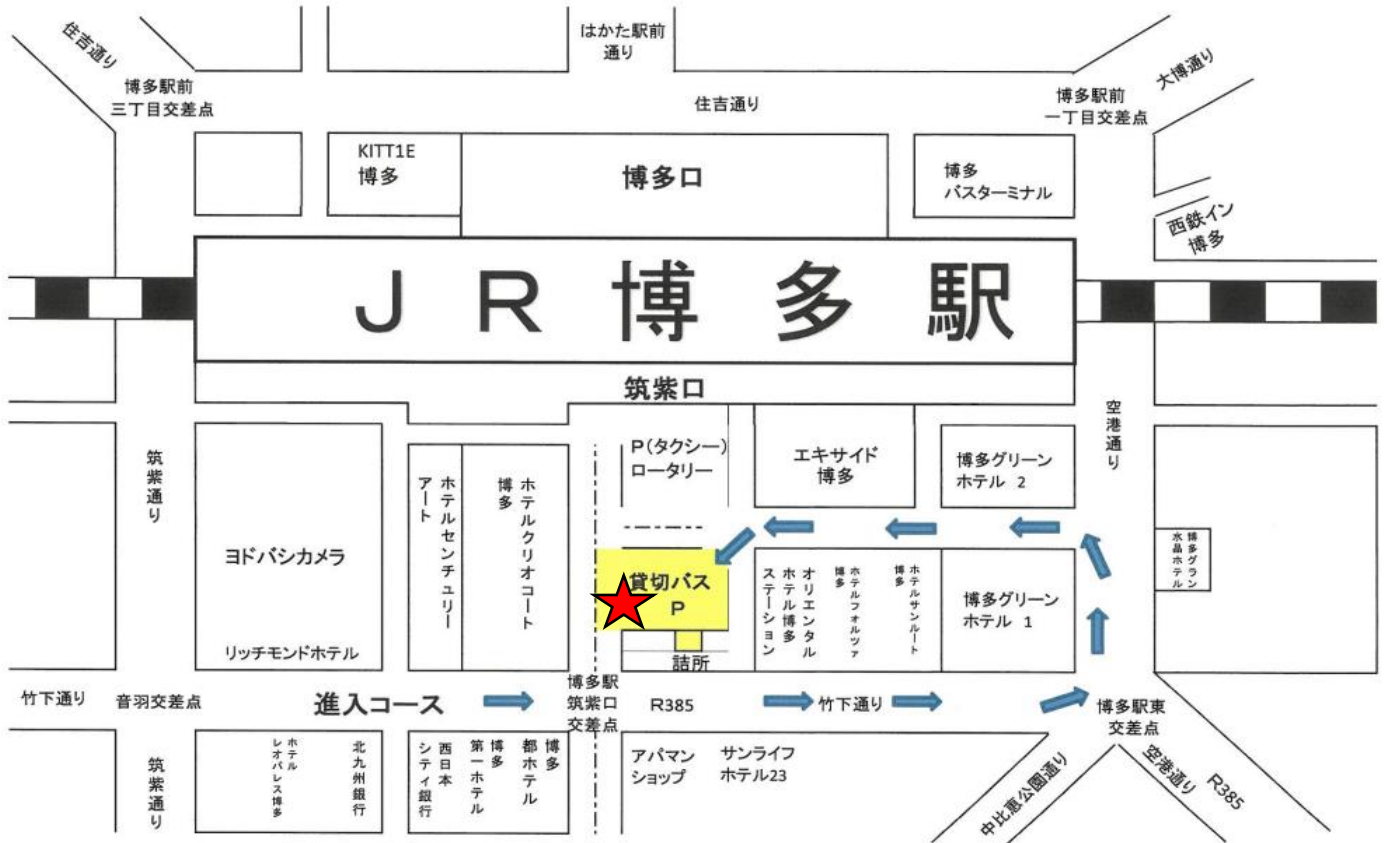 はかた駅前
通り
住吉通り
博多駅前
三丁目交差点
住吉通り
博多駅前
一丁目交差点
大博通り
KITT1E
博多
博多口
博多
バスターミナル
西鉄イン
博多
JR博多駅
筑紫口
筑紫通り
空港通り
P(タクシー)
ロータリー
エキサイド
博多
博多グリーン
ホテル 2
ホテルセンチュリー
アート
ホテルクリオコート
博多
ヨドバシカメラ
リッチモンドホテル
貸切バス
P
詰所
オリエンタル
ホテル博多
ステーション
ホテルフォルツァ
博多
ホテルサンルート
博多
博多グリーン
ホテル 1
博多グラン
水晶ホテル
竹下通り
音羽交差点
進入コース
博多駅
筑紫口
交差点
R385
竹下通り
博多駅東
交差点
筑紫通り
ホテル
レオパレス博多
北九州銀行
西日本
シティ銀行
博多
第一ホテル
博多
都ホテル
アパマン
ショップ
サンライフ
ホテル23
中比恵公園通り
空港通り
R385